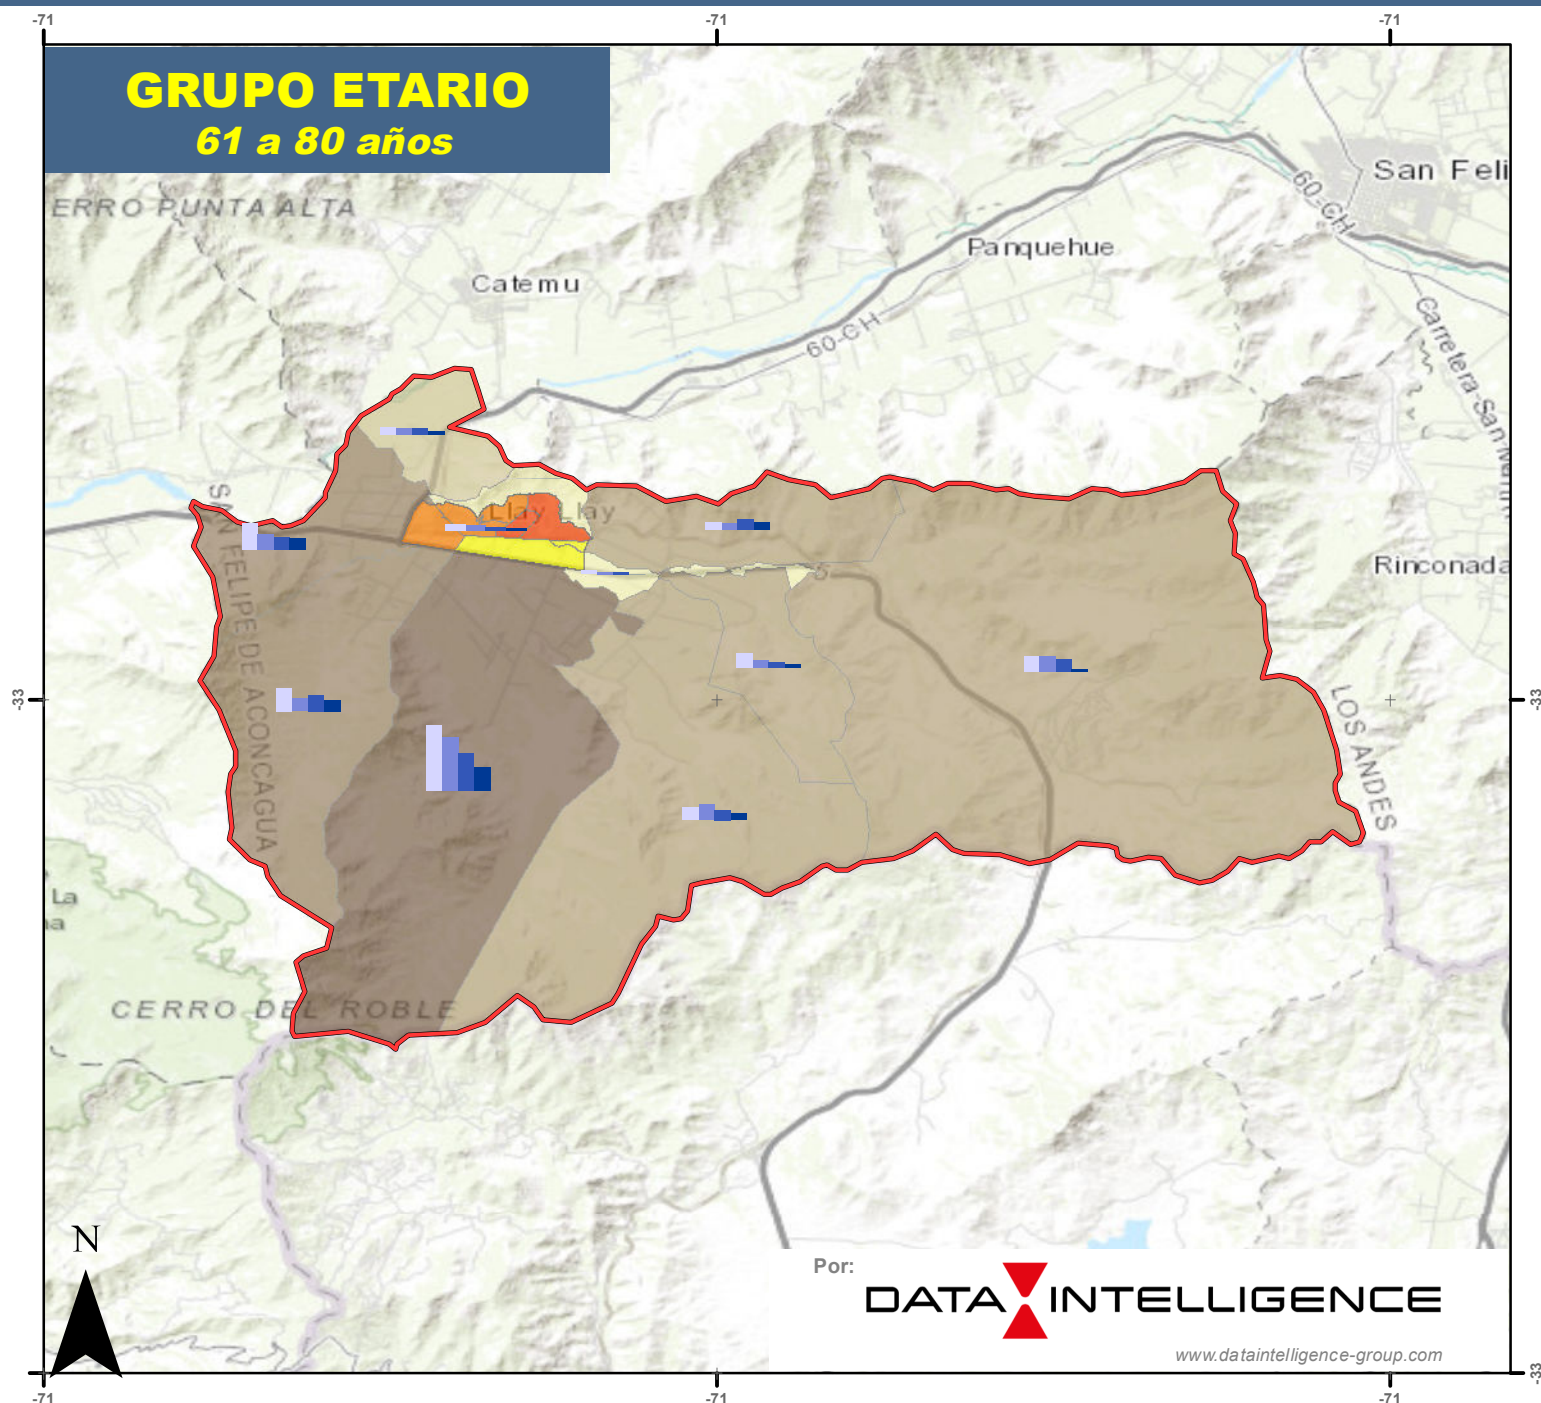 -71
-71
-71
GRUPO ETARIO
61 a 80 años
San Feli
ERRO PUNTA ALTA
60-CH
Panquehue
Catemu
Carretera-San-Martín
60-CH
SAN FELIPE DE ACONCAGUA
Llay Llay
Rinconada
5
-33
-33
LOS ANDES
La
na
CERRO DEL ROBLE
N
Por:
DATA INTELLIGENCE
www.dataintelligence-group.com
-33
-71
-71
-71